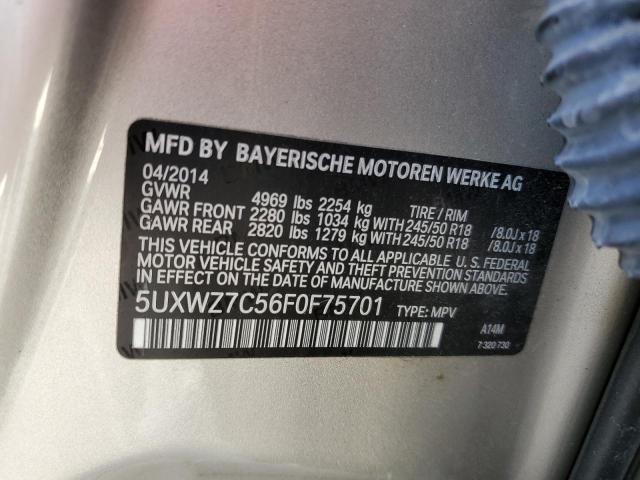 MFD BY BAYERISCHE MOTOREN WERKE AG
04/2014
GVWR 4969 lbs 2254 kg TIRE / RIM
GAWR FRONT 2280 lbs 1034 kg WITH 245/50 R18 /8.0J x 18
GAWR REAR 2820 lbs 1279 kg WITH 245/50 R18 /8.0J x 18
THIS VEHICLE CONFORMS TO ALL APPLICABLE U.S. FEDERAL
MOTOR VEHICLE SAFETY AND THEFT PREVENTION STANDARDS
IN EFFECT ON THE DATE OF MANUFACTURE SHOWN ABOVE.
5UXWZ7C56F0F75701 TYPE: MPV
A14M
7 320 730